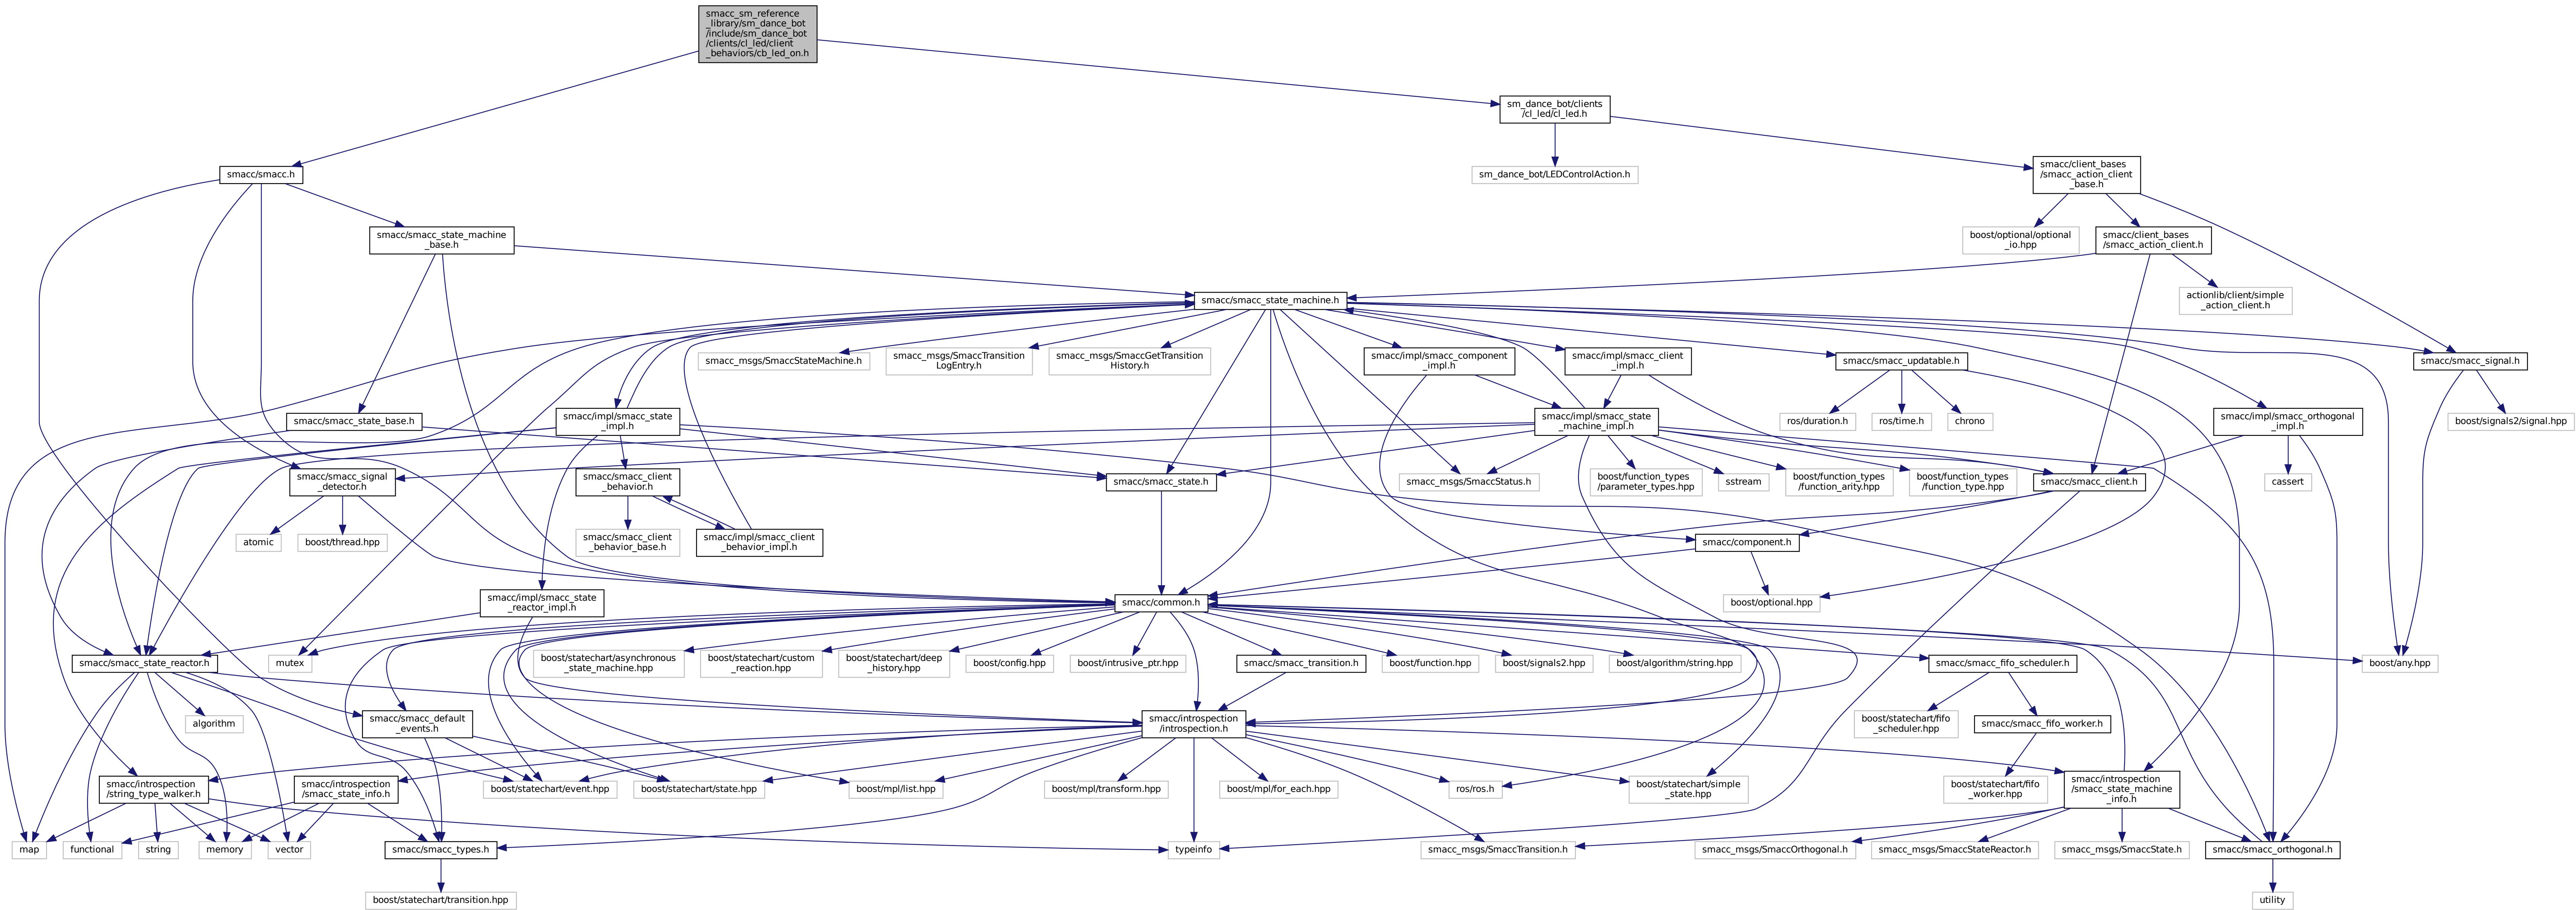 smacc_sm_reference
_library/sm_dance_bot
/include/sm_dance_bot
/clients/cl_led/client
_behaviors/cb_led_on.h
sm_dance_bot/clients
/cl_led/cl_led.h
smacc/smacc.h
sm_dance_bot/LEDControlAction.h
smacc/client_bases
/smacc_action_client
_base.h
smacc/smacc_state_machine
_base.h
boost/optional/optional
_io.hpp
smacc/client_bases
/smacc_action_client.h
smacc/smacc_state_machine.h
actionlib/client/simple
_action_client.h
smacc_msgs/SmaccStateMachine.h
smacc_msgs/SmaccTransition
LogEntry.h
smacc_msgs/SmaccGetTransition
History.h
smacc/impl/smacc_component
_impl.h
smacc/impl/smacc_client
_impl.h
smacc/smacc_updatable.h
smacc/smacc_signal.h
smacc/smacc_state_base.h
smacc/impl/smacc_state
_impl.h
smacc/impl/smacc_state
_machine_impl.h
ros/duration.h
ros/time.h
chrono
smacc/impl/smacc_orthogonal
_impl.h
boost/signals2/signal.hpp
smacc/smacc_signal
_detector.h
smacc/smacc_client
_behavior.h
smacc/smacc_state.h
smacc_msgs/SmaccStatus.h
boost/function_types
/parameter_types.hpp
sstream
boost/function_types
/function_arity.hpp
boost/function_types
/function_type.hpp
smacc/smacc_client.h
cassert
atomic
boost/thread.hpp
smacc/smacc_client
_behavior_base.h
smacc/impl/smacc_client
_behavior_impl.h
smacc/component.h
smacc/impl/smacc_state
_reactor_impl.h
smacc/common.h
boost/optional.hpp
smacc/smacc_state_reactor.h
mutex
boost/statechart/asynchronous
_state_machine.hpp
boost/statechart/custom
_reaction.hpp
boost/statechart/deep
_history.hpp
boost/config.hpp
boost/intrusive_ptr.hpp
smacc/smacc_transition.h
boost/function.hpp
boost/signals2.hpp
boost/algorithm/string.hpp
smacc/smacc_fifo_scheduler.h
boost/any.hpp
algorithm
smacc/smacc_default
_events.h
smacc/introspection
/introspection.h
boost/statechart/fifo
_scheduler.hpp
smacc/smacc_fifo_worker.h
smacc/introspection
/string_type_walker.h
smacc/introspection
/smacc_state_info.h
boost/statechart/event.hpp
boost/statechart/state.hpp
boost/mpl/list.hpp
boost/mpl/transform.hpp
boost/mpl/for_each.hpp
ros/ros.h
boost/statechart/simple
_state.hpp
boost/statechart/fifo
_worker.hpp
smacc/introspection
/smacc_state_machine
_info.h
map
functional
string
memory
vector
smacc/smacc_types.h
typeinfo
smacc_msgs/SmaccTransition.h
smacc_msgs/SmaccOrthogonal.h
smacc_msgs/SmaccStateReactor.h
smacc_msgs/SmaccState.h
smacc/smacc_orthogonal.h
boost/statechart/transition.hpp
utility